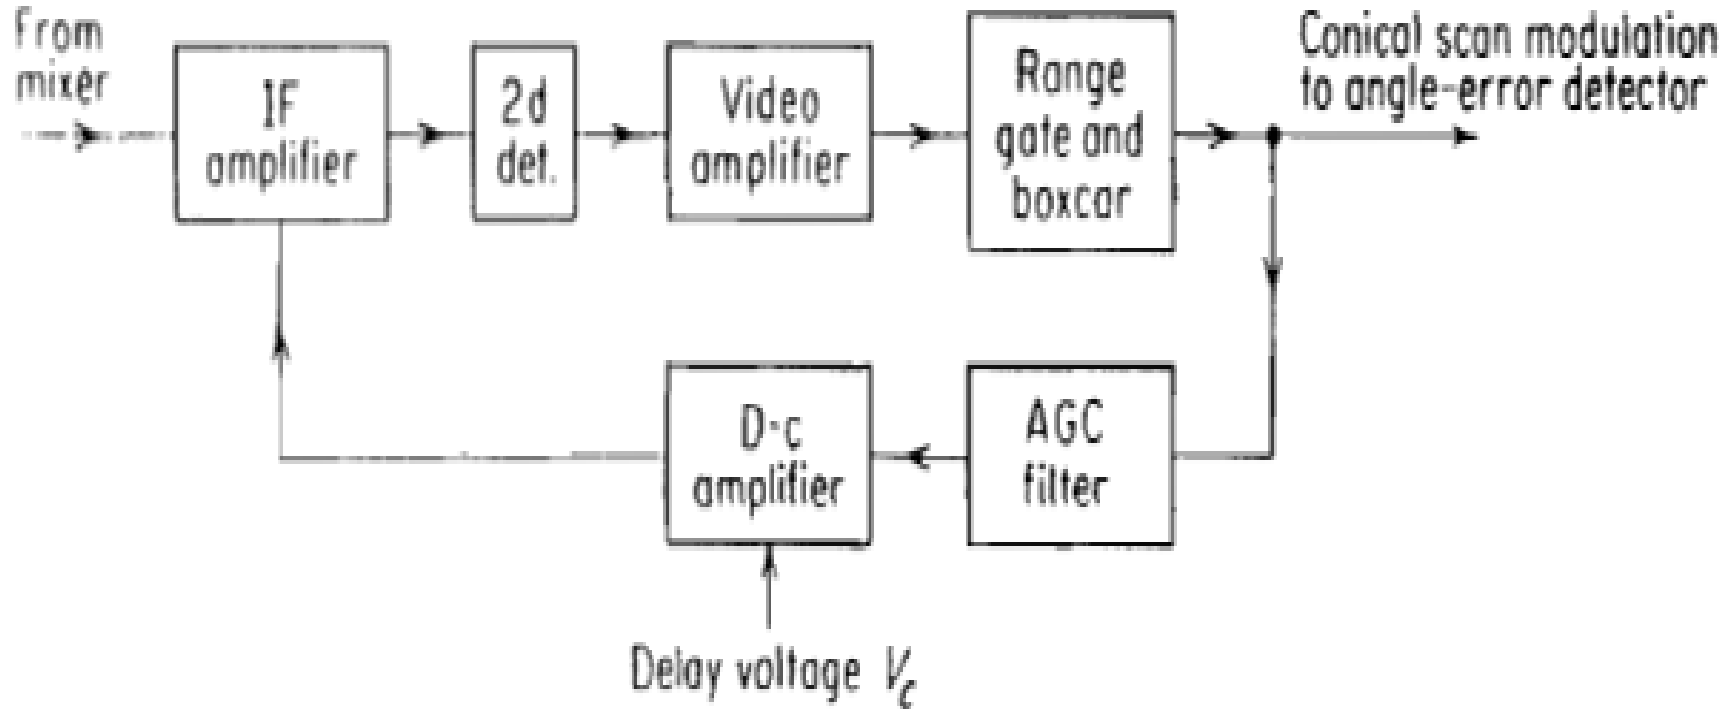 From
mixer
IF
amplifier
2d
det.
Video
amplifier
Range
gate and
boxcar
Conical scan modulation
to angle-error detector
D-c
amplifier
AGC
filter
Delay voltage Vc